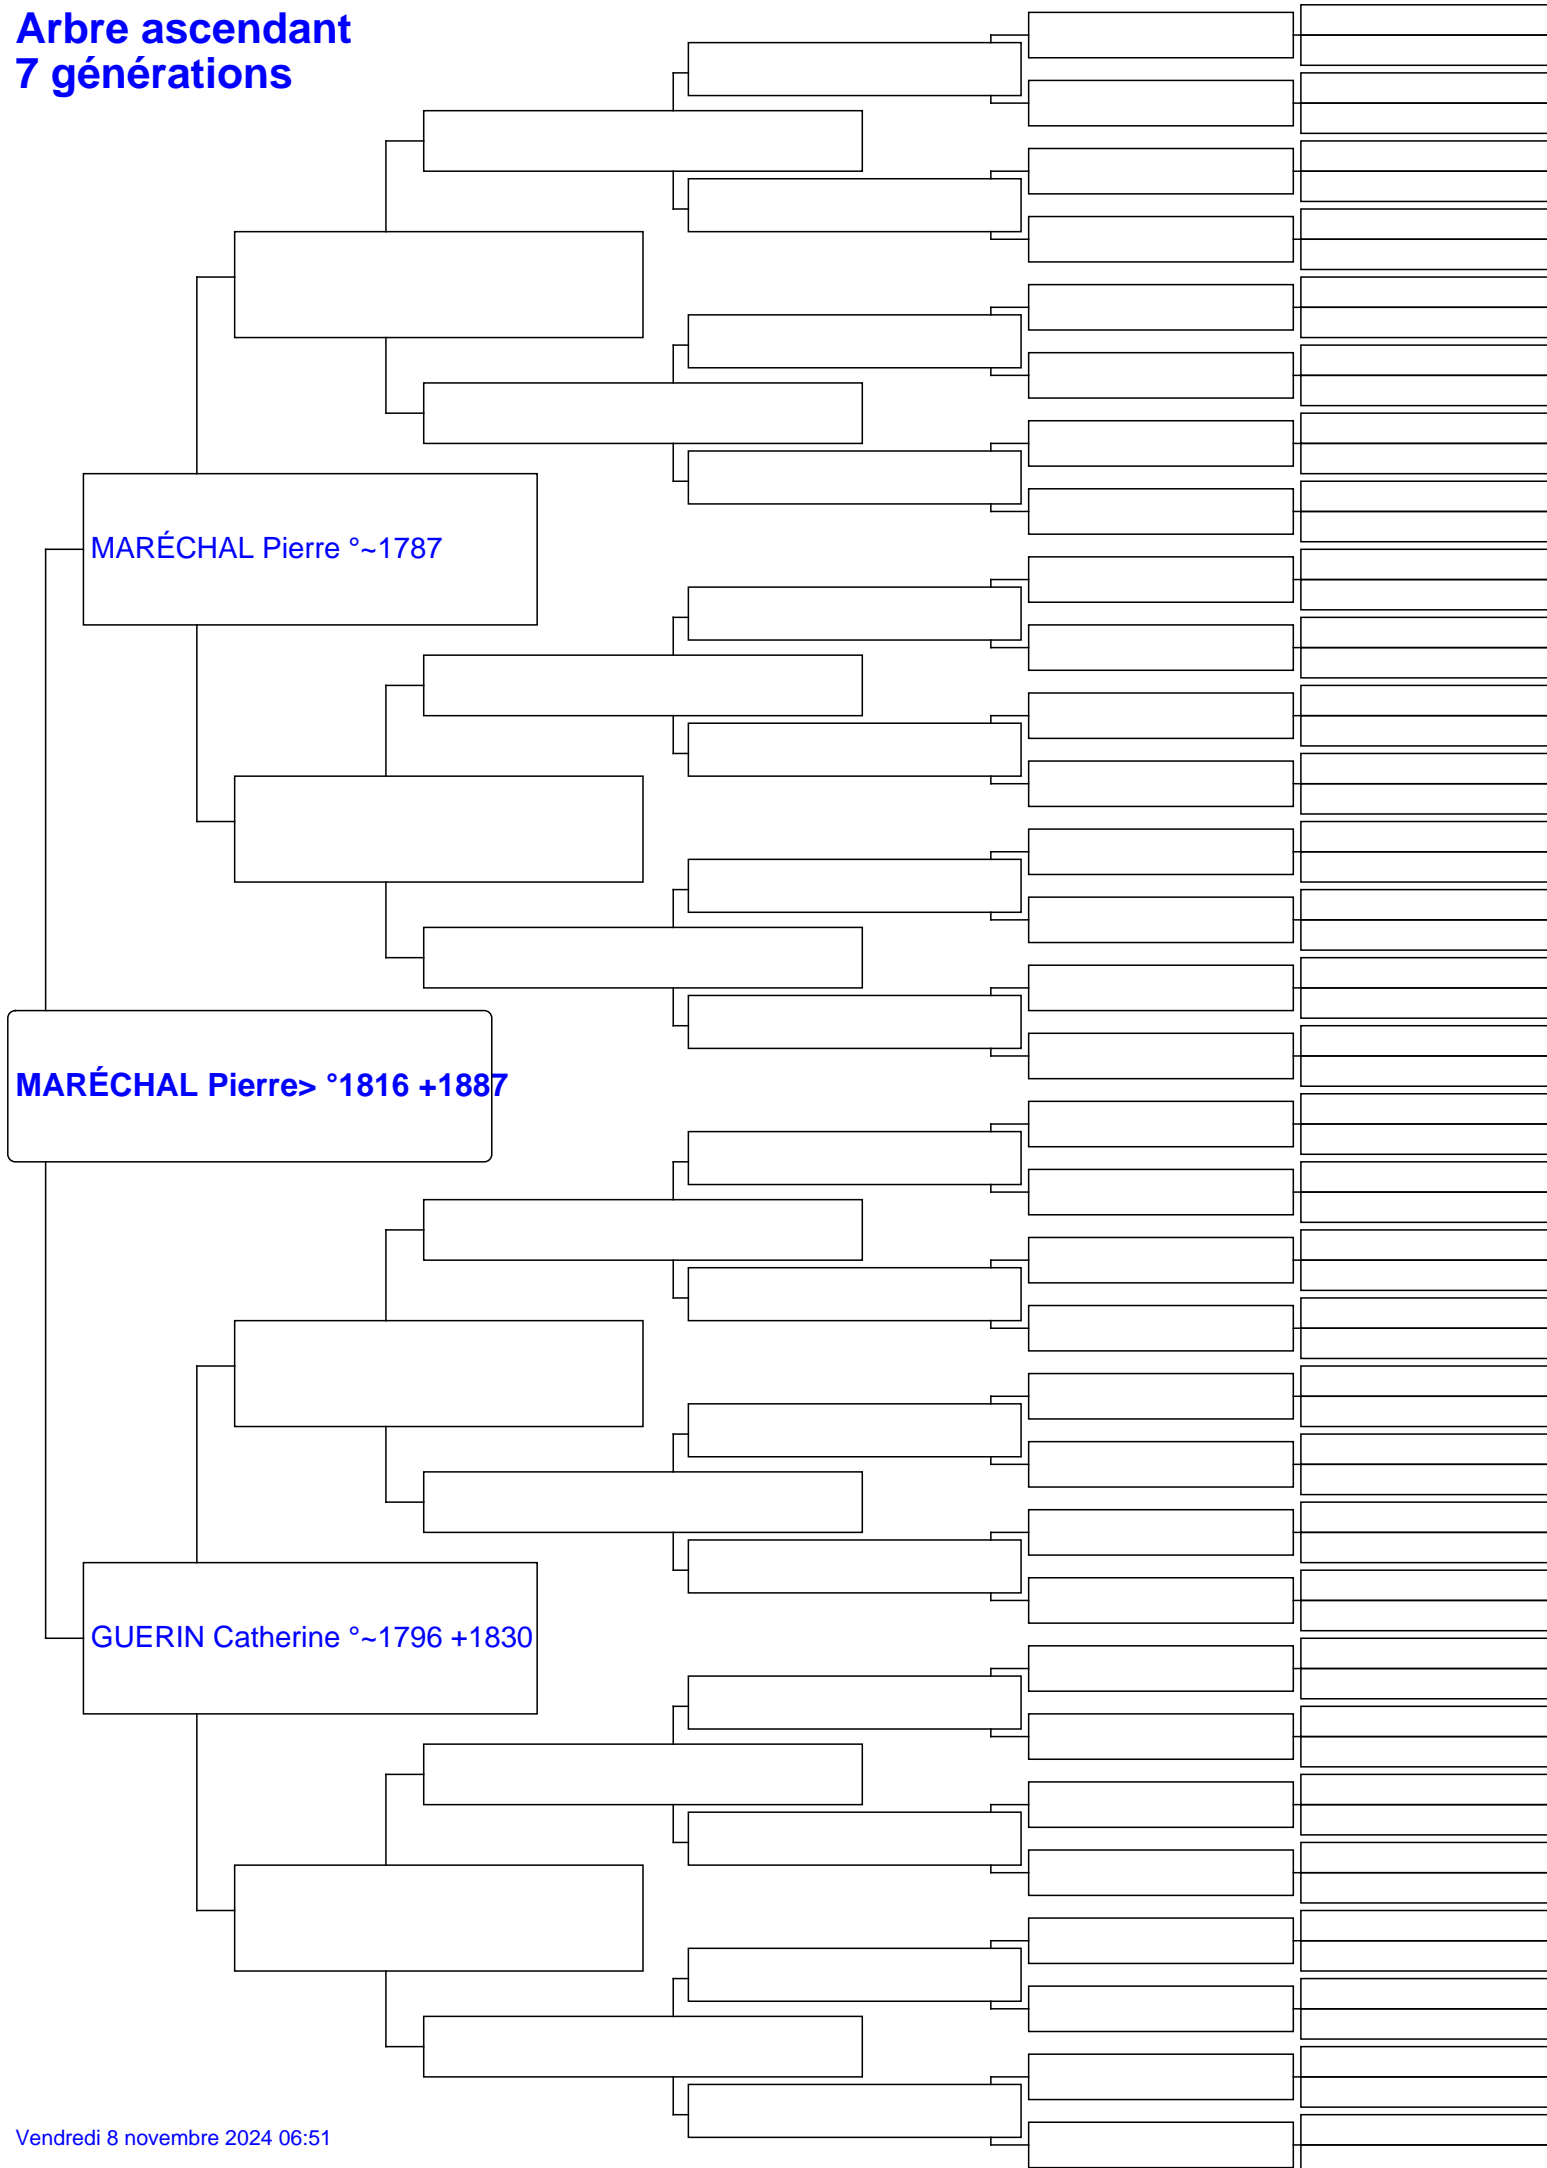 Arbre ascendant
7 générations
MARÉCHAL Pierre °~1787
MARÉCHAL Pierre> °1816 +1887
GUERIN Catherine °~1796 +1830
Vendredi 8 novembre 2024 06:51